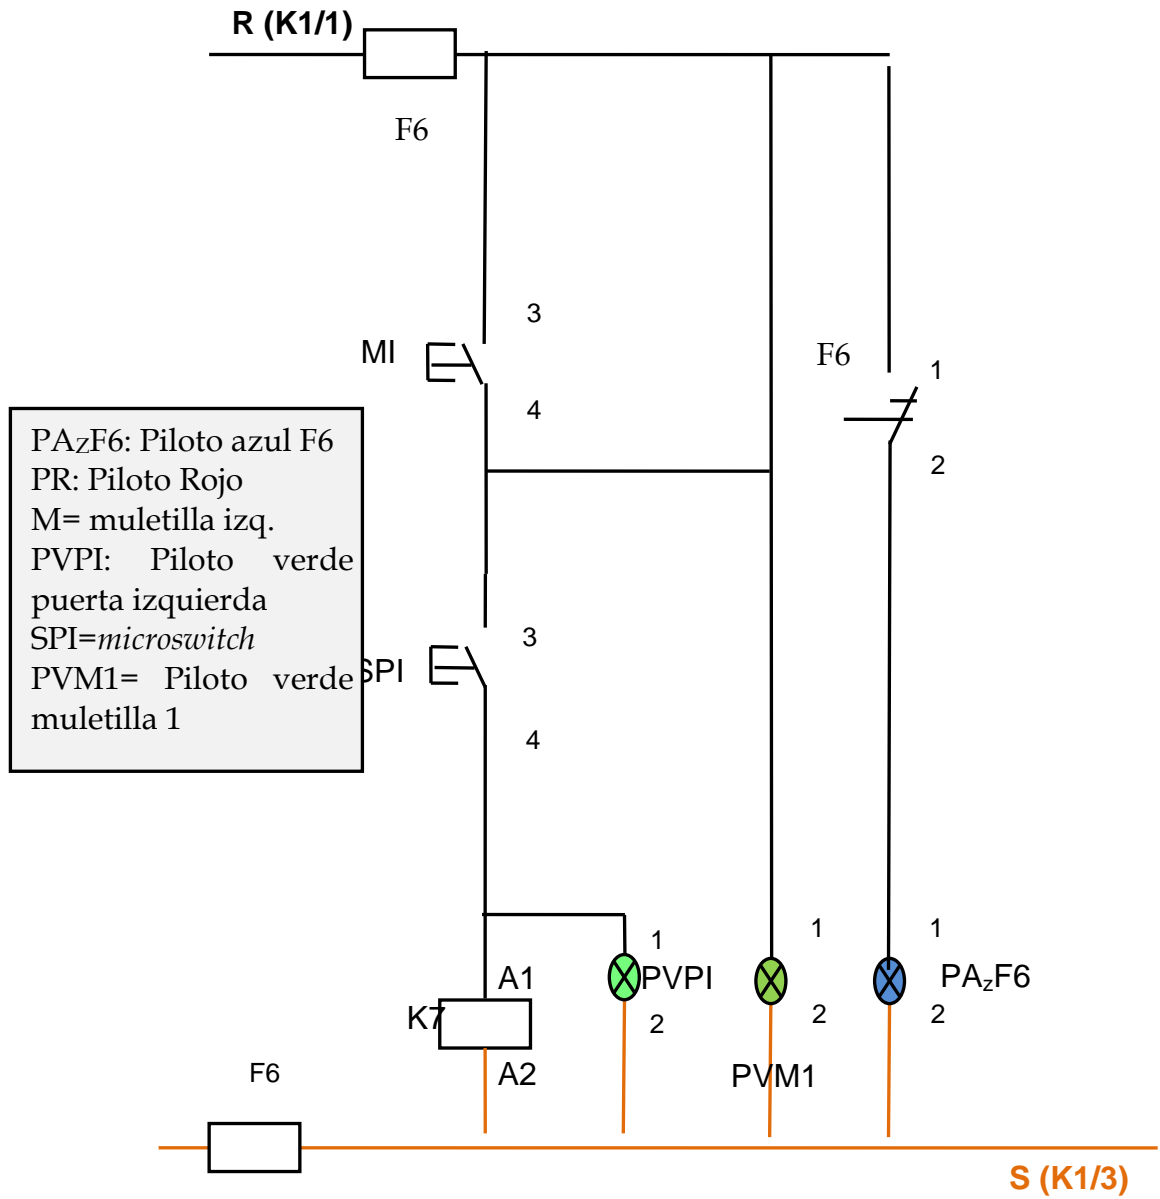 R (K1/1)
F6
3
MI
F6
1
4
2
PAZF6: Piloto azul F6
PR: Piloto Rojo
M= muletilla izq.
PVPI: Piloto verde
puerta izquierda
SPI=microswitch
PVM1= Piloto verde
muletilla 1
3
SPI
4
1
1
1
A1
PVPI
PAzF6
K7
2
2
2
F6
A2
PVM1
S (K1/3)